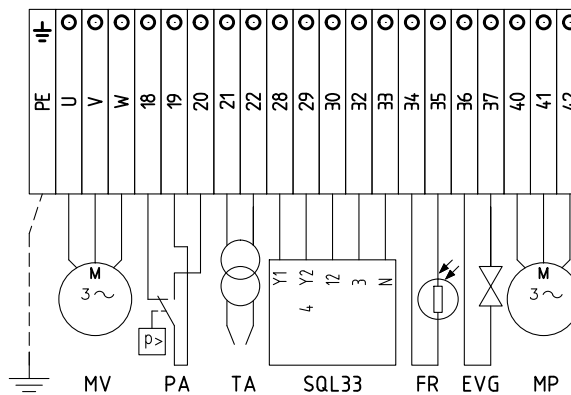 PE U V W 18 19 20 21 22 28 29 30 32 33 34 35 36 37 40 41 42
Y1 Y2 12 3 N
4
M
3~
p>
M
3~
MV PA TA SQL33 FR EVG MP